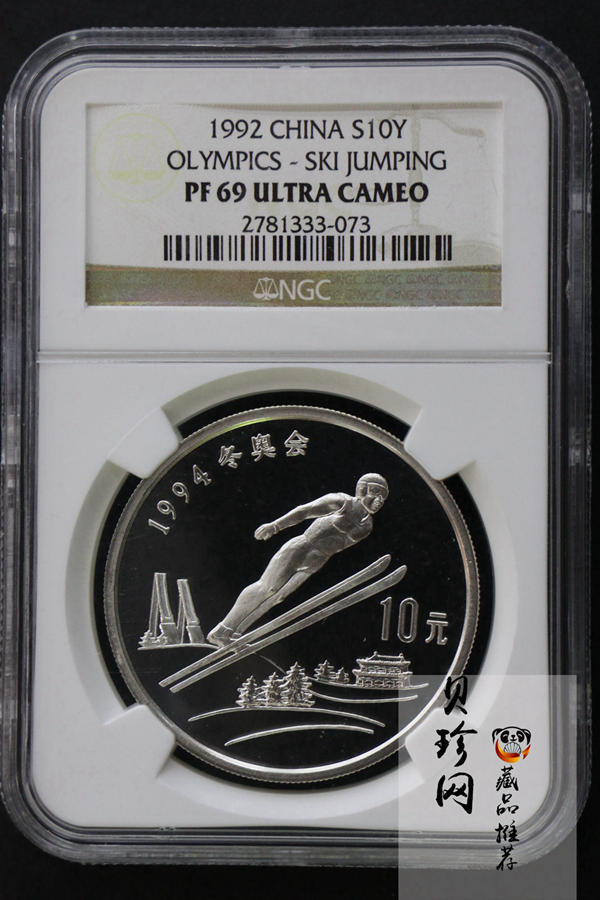 1992 CHINA S10Y
OLYMPICS - SKI JUMPING
PF 69 ULTRA CAMEO
2781333-073
NGC
1994冬奥会
10元
贝珍网
藏品推荐